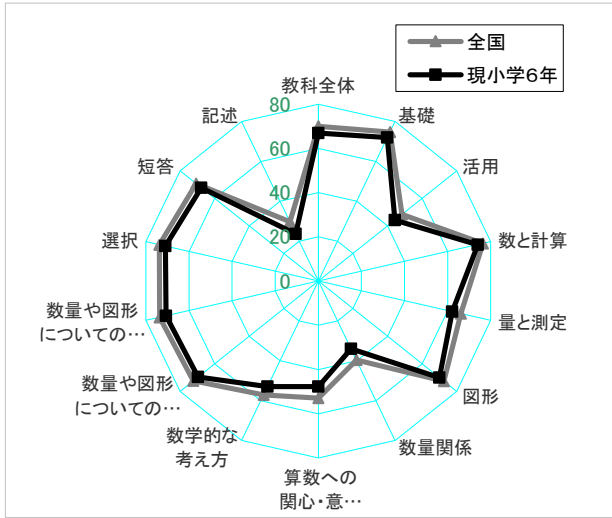 全国
現小学6年
教科全体
基礎
活用
数と計算
量と測定
図形
数量関係
算数への
関心・意…
数学的な
考え方
数量や図形
についての…
数量や図形
についての…
選択
短答
記述
80
60
40
20
0